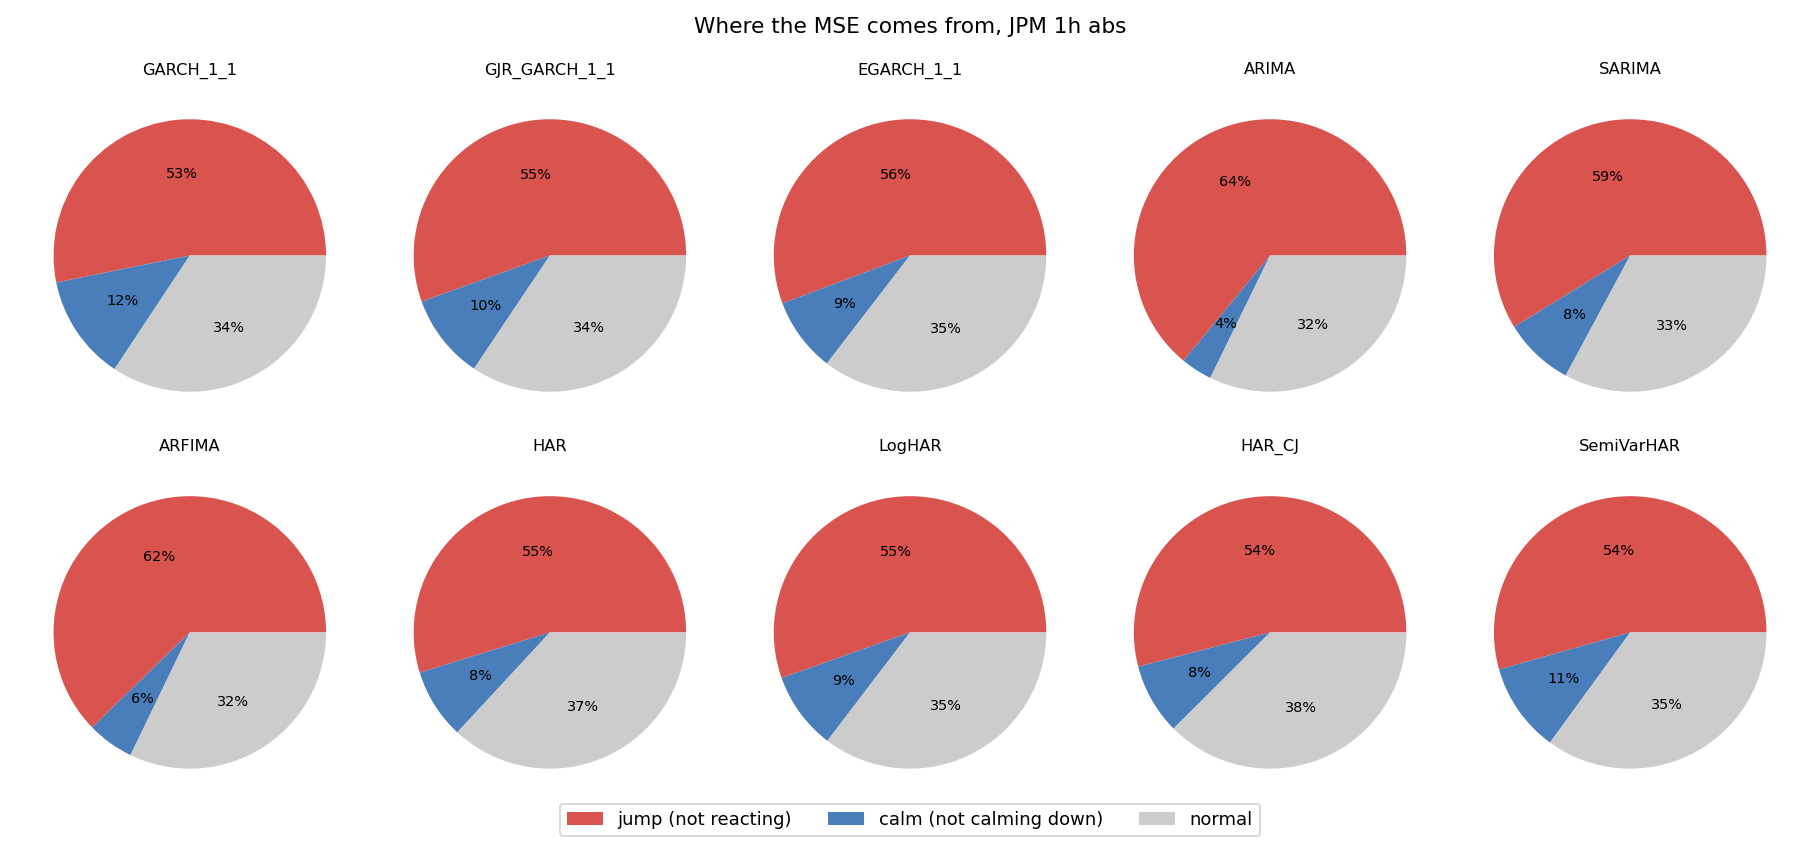 Where the MSE comes from, JPM 1h abs
GARCH_1_1
GJR_GARCH_1_1
EGARCH_1_1
ARIMA
SARIMA
53%
12%
34%
55%
10%
34%
56%
9%
35%
64%
4%
32%
59%
8%
33%
ARFIMA
HAR
LogHAR
HAR_CJ
SemiVarHAR
62%
6%
32%
55%
8%
37%
55%
9%
35%
54%
8%
38%
54%
11%
35%
jump (not reacting)
calm (not calming down)
normal